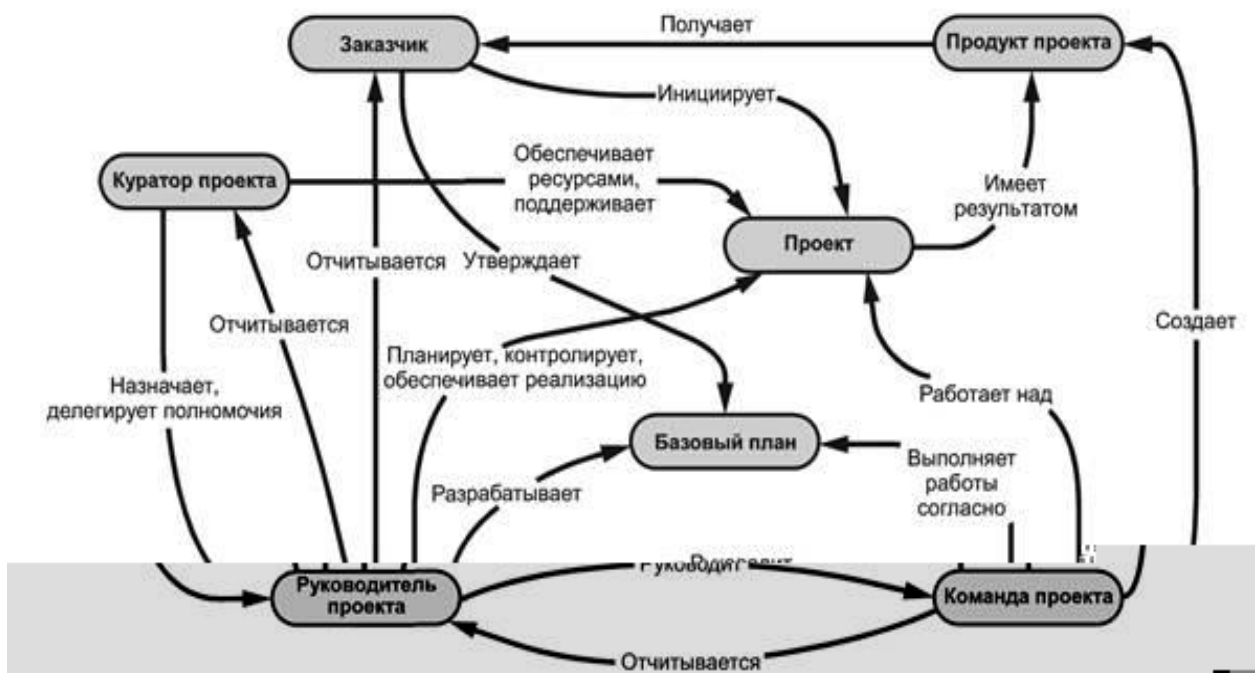 Получает
Заказчик
Продукт проекта
Инициирует
Обеспечивает
ресурсами,
поддерживает
Куратор проекта
Имеет
результатом
Проект
Отчитывается
Утверждает
Отчитывается
Создает
Планирует, контролирует,
обеспечивает реализацию
Назначает,
делегирует полномочия
Работает над
Базовый план
Выполняет
работы
согласно
Разрабатывает
Руководит
Руководитель
проекта
Команда проекта
Отчитывается